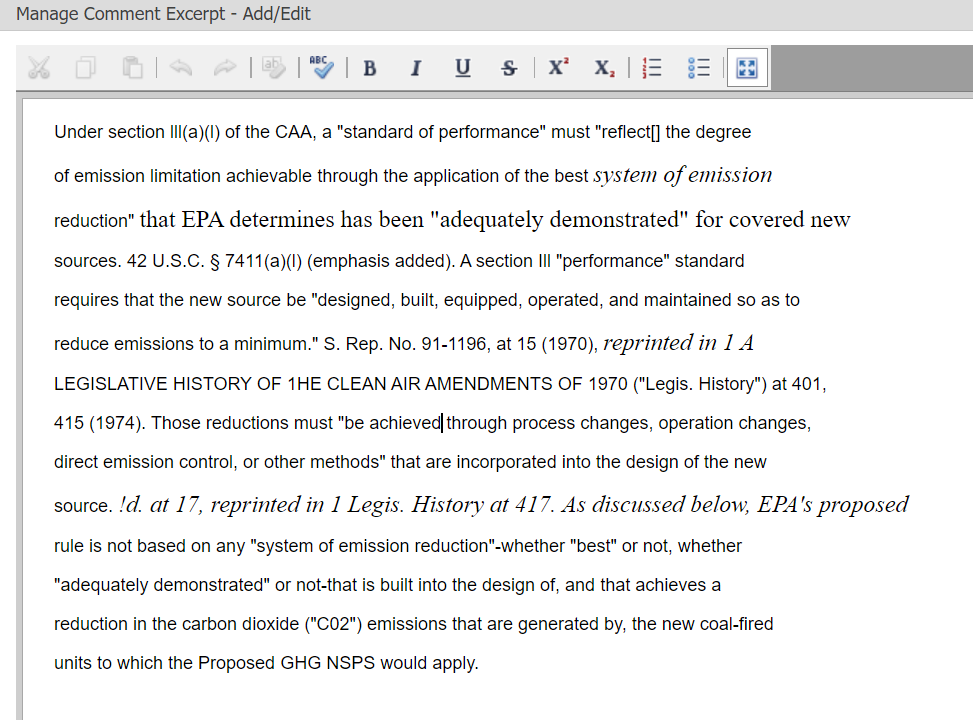 Manage Comment Excerpt - Add/Edit
ab ABC B I U S X² X₂
Under section III(a)(I) of the CAA, a "standard of performance" must "reflect[] the degree
of emission limitation achievable through the application of the best system of emission
reduction" that EPA determines has been "adequately demonstrated" for covered new
sources. 42 U.S.C. § 7411(a)(I) (emphasis added). A section III "performance" standard
requires that the new source be "designed, built, equipped, operated, and maintained so as to
reduce emissions to a minimum." S. Rep. No. 91-1196, at 15 (1970), reprinted in 1 A
LEGISLATIVE HISTORY OF 1HE CLEAN AIR AMENDMENTS OF 1970 ("Legis. History") at 401,
415 (1974). Those reductions must "be achieved through process changes, operation changes,
direct emission control, or other methods" that are incorporated into the design of the new
source. !d. at 17, reprinted in 1 Legis. History at 417. As discussed below, EPA's proposed
rule is not based on any "system of emission reduction"-whether "best" or not, whether
"adequately demonstrated" or not-that is built into the design of, and that achieves a
reduction in the carbon dioxide ("C02") emissions that are generated by, the new coal-fired
units to which the Proposed GHG NSPS would apply.